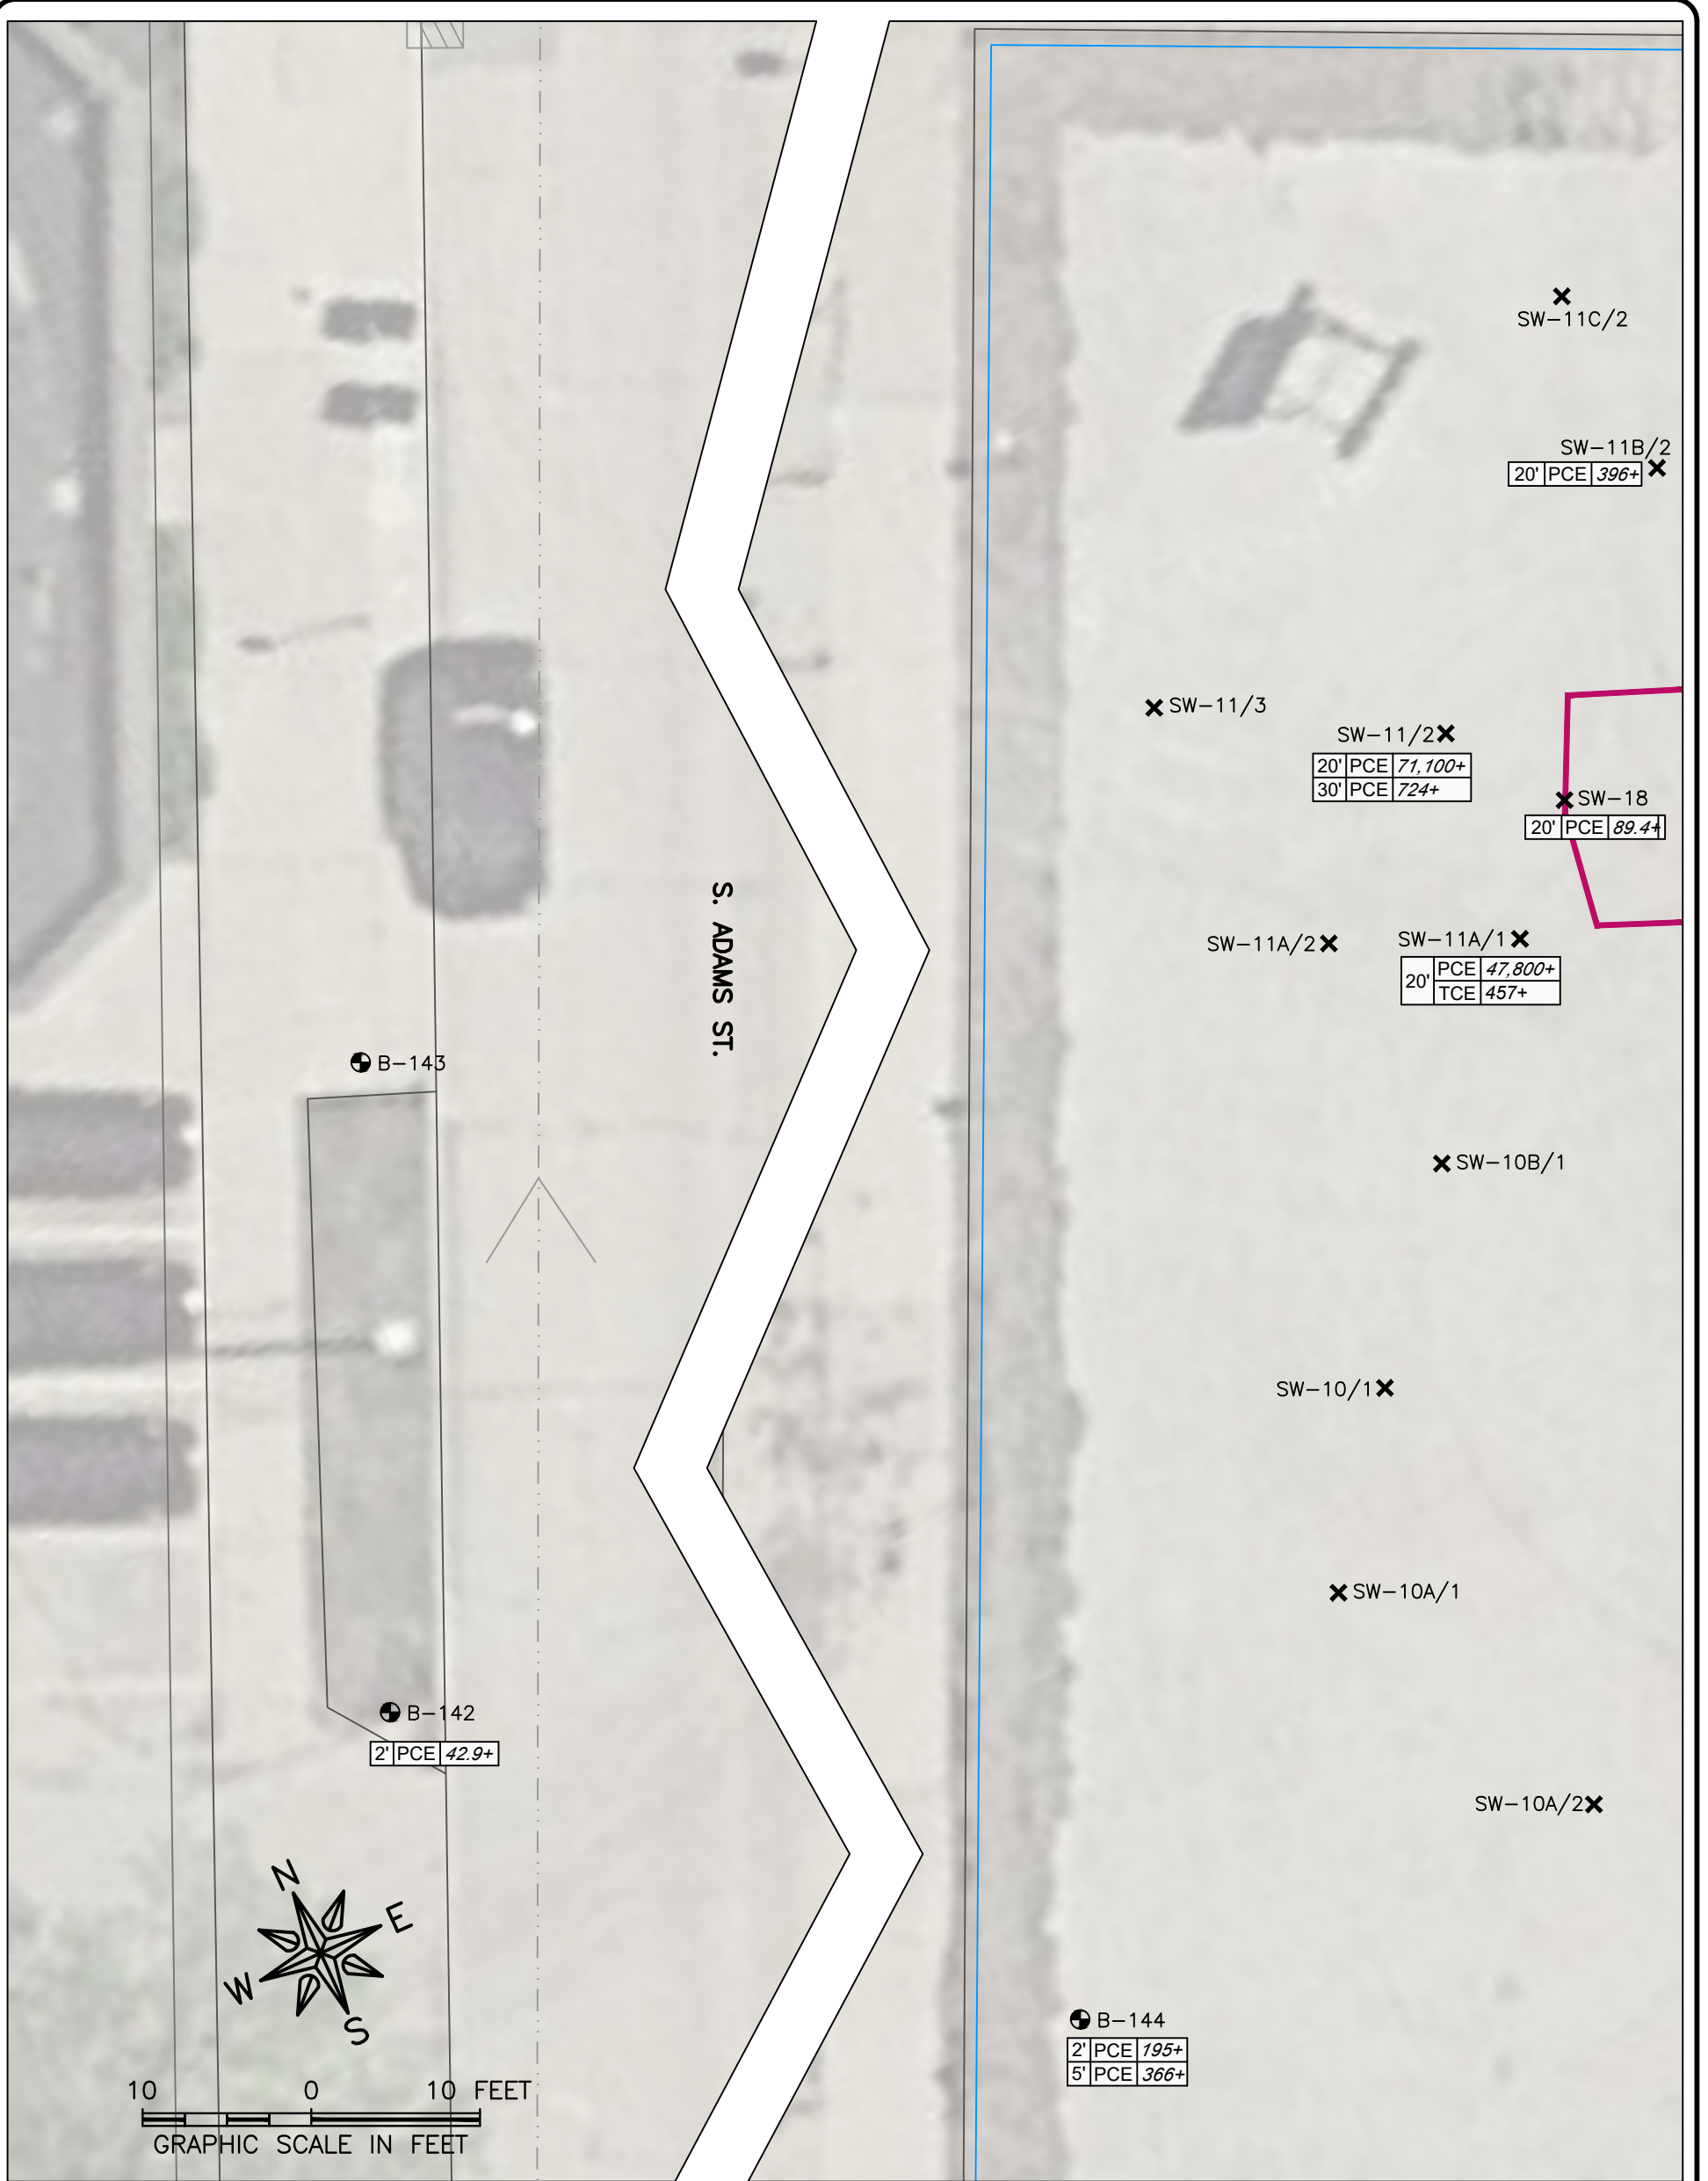 SW-11C/2
SW-11B/2
20' PCE 396+
SW-11/3
SW-11/2
20' PCE 71,100+
30' PCE 724+
SW-18
20' PCE 89.4+
S. ADAMS ST.
SW-11A/2
SW-11A/1
20' PCE 47,800+
TCE 457+
B-143
SW-10B/1
SW-10/1
SW-10A/1
B-142
2' PCE 42.9+
SW-10A/2
N
E
W
S
B-144
2' PCE 195+
5' PCE 366+
10 0 10 FEET
GRAPHIC SCALE IN FEET